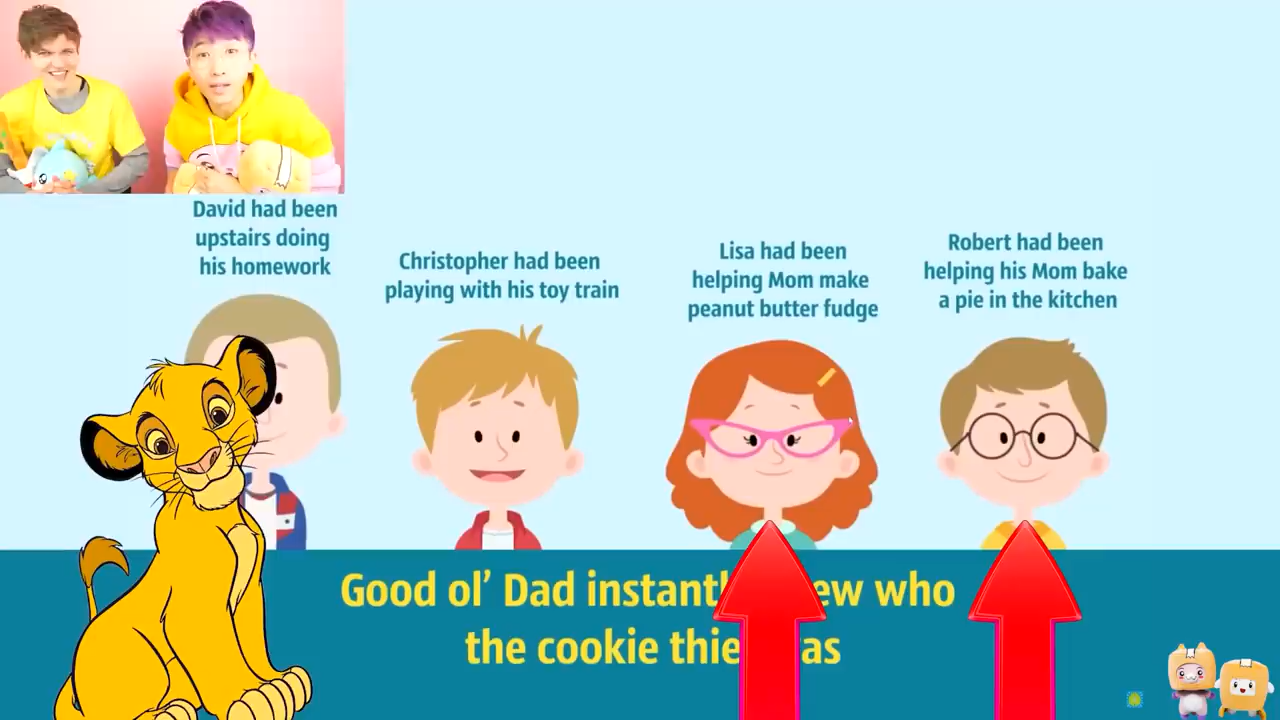 David had been
upstairs doing
his homework
Christopher had been
playing with his toy train
Lisa had been
helping Mom make
peanut butter fudge
Robert had been
helping his Mom bake
a pie in the kitchen
Good ol' Dad instantl ew who
the cookie thie as